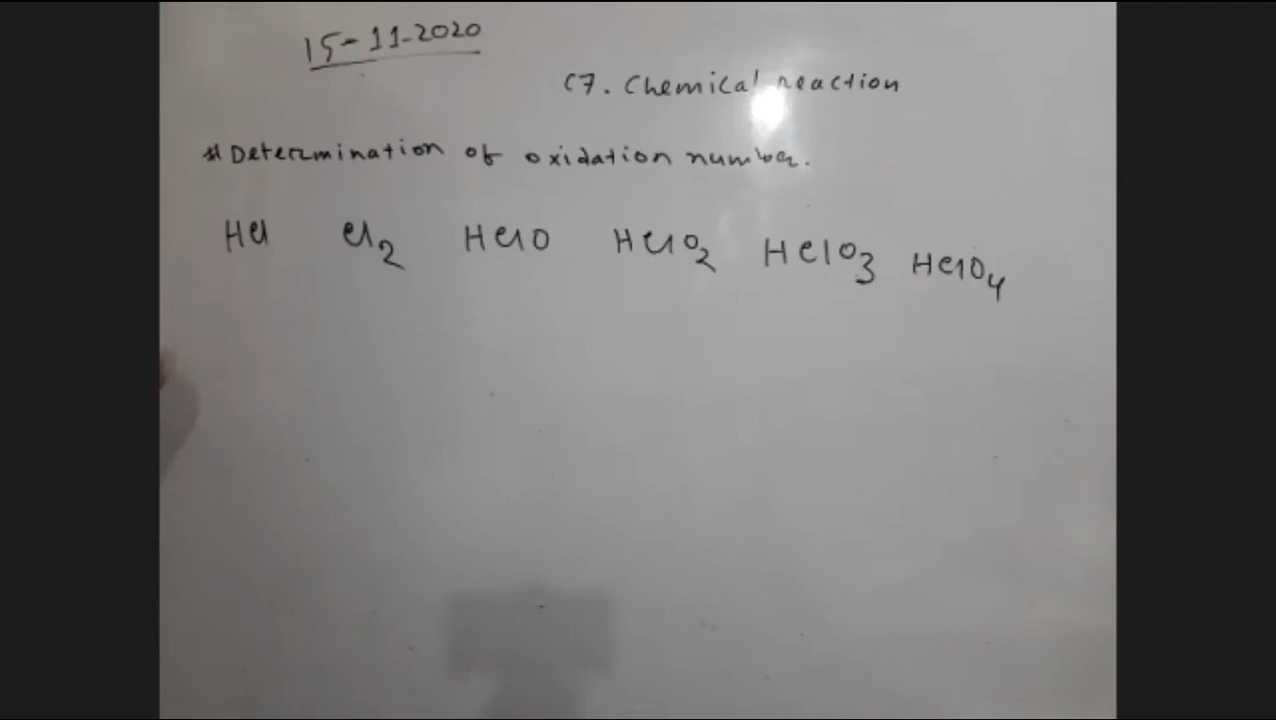 15-11-2020
C7. Chemical reaction
* Determination of oxidation number.
HCl Cl2 HClO HClO2 HClO3 HClO4